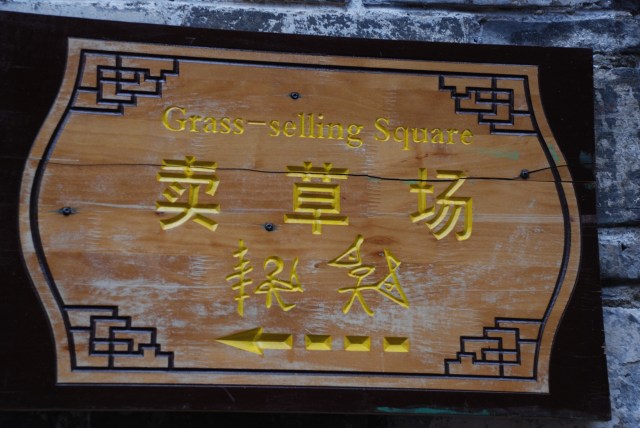 Grass-selling Square
卖草场